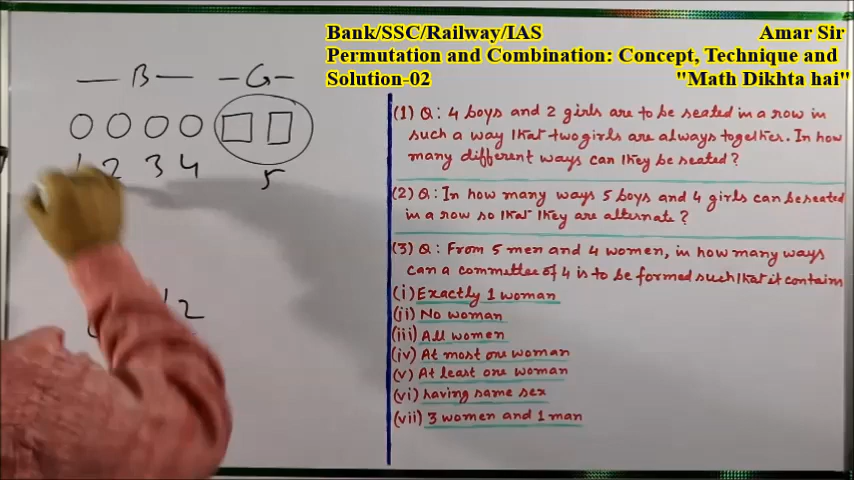 Bank/SSC/Railway/IAS Amar Sir
Permutation and Combination: Concept, Technique and
Solution-02 "Math Dikhta hai"
B G
2 3 4 5
2
(1) Q: 4 boys and 2 girls are to be seated in a row in
such a way that two girls are always together. In how
many different ways can they be seated?
(2) Q: In how many ways 5 boys and 4 girls can be seated
in a row so that they are alternate?
(3) Q: From 5 men and 4 women, in how many ways
can a committee of 4 is to be formed such that it contains
(i) Exactly 1 woman
(ii) No woman
(iii) All women
(iv) At most one woman
(v) At least one woman
(vi) having same sex
(vii) 3 women and 1 man